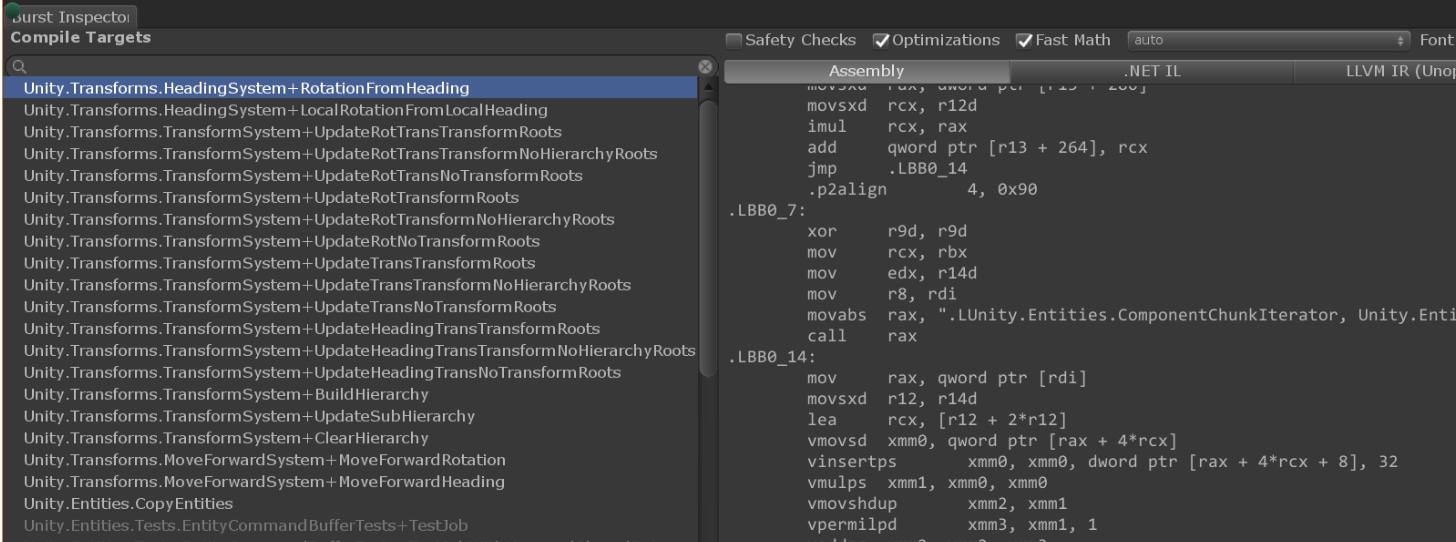 Burst Inspector
Compile Targets
Safety Checks Optimizations Fast Math auto Font
Assembly .NET IL LLVM IR (Unop
Unity.Transforms.HeadingSystem+RotationFromHeading
Unity.Transforms.HeadingSystem+LocalRotationFromLocalHeading
Unity.Transforms.TransformSystem+UpdateRotTransTransformRoots
Unity.Transforms.TransformSystem+UpdateRotTransTransformNoHierarchyRoots
Unity.Transforms.TransformSystem+UpdateRotTransNoTransformRoots
Unity.Transforms.TransformSystem+UpdateRotTransformRoots
Unity.Transforms.TransformSystem+UpdateRotTransformNoHierarchyRoots
Unity.Transforms.TransformSystem+UpdateRotNoTransformRoots
Unity.Transforms.TransformSystem+UpdateTransTransformRoots
Unity.Transforms.TransformSystem+UpdateTransTransformNoHierarchyRoots
Unity.Transforms.TransformSystem+UpdateTransNoTransformRoots
Unity.Transforms.TransformSystem+UpdateHeadingTransTransformRoots
Unity.Transforms.TransformSystem+UpdateHeadingTransTransformNoHierarchyRoots
Unity.Transforms.TransformSystem+UpdateHeadingTransNoTransformRoots
Unity.Transforms.TransformSystem+BuildHierarchy
Unity.Transforms.TransformSystem+UpdateSubHierarchy
Unity.Transforms.TransformSystem+ClearHierarchy
Unity.Transforms.MoveForwardSystem+MoveForwardRotation
Unity.Transforms.MoveForwardSystem+MoveForwardHeading
Unity.Entities.CopyEntities
Unity.Entities.Tests.EntityCommandBufferTests+TestJob
movsxd rax, dword ptr [r13 + 280]
movsxd rcx, r12d
imul rcx, rax
add qword ptr [r13 + 264], rcx
jmp .LBB0_14
.p2align 4, 0x90
.LBB0_7:
xor r9d, r9d
mov rcx, rbx
mov edx, r14d
mov r8, rdi
movabs rax, ".LUnity.Entities.ComponentChunkIterator, Unity.Enti
call rax
.LBB0_14:
mov rax, qword ptr [rdi]
movsxd r12, r14d
lea rcx, [r12 + 2*r12]
vmovsd xmm0, qword ptr [rax + 4*rcx]
vinsertps xmm0, xmm0, dword ptr [rax + 4*rcx + 8], 32
vmulps xmm1, xmm0, xmm0
vmovshdup xmm2, xmm1
vpermilpd xmm3, xmm1, 1